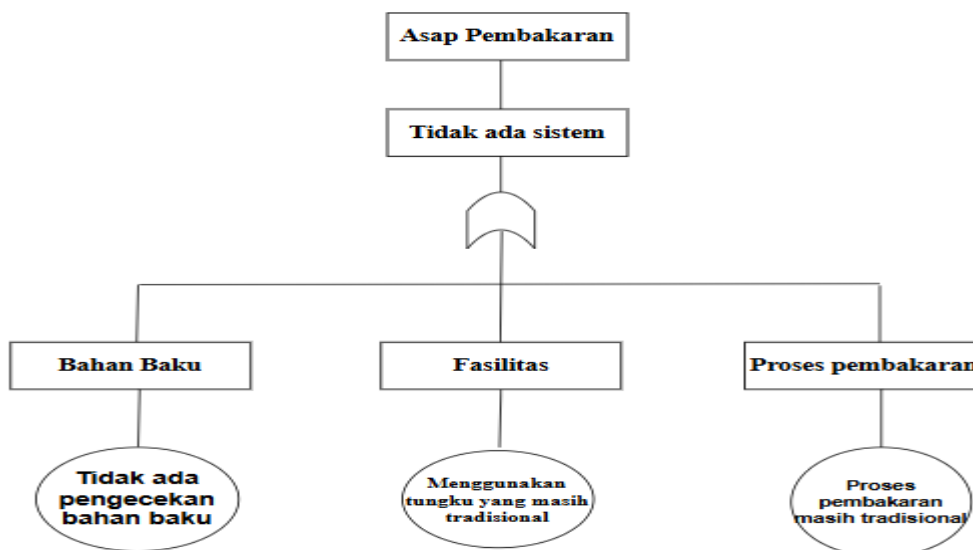 Asap Pembakaran
Tidak ada sistem
Bahan Baku
Fasilitas
Proses pembakaran
Tidak ada
pengecekan
bahan baku
Menggunakan
tungku yang masih
tradisional
Proses
pembakaran
masih tradisional